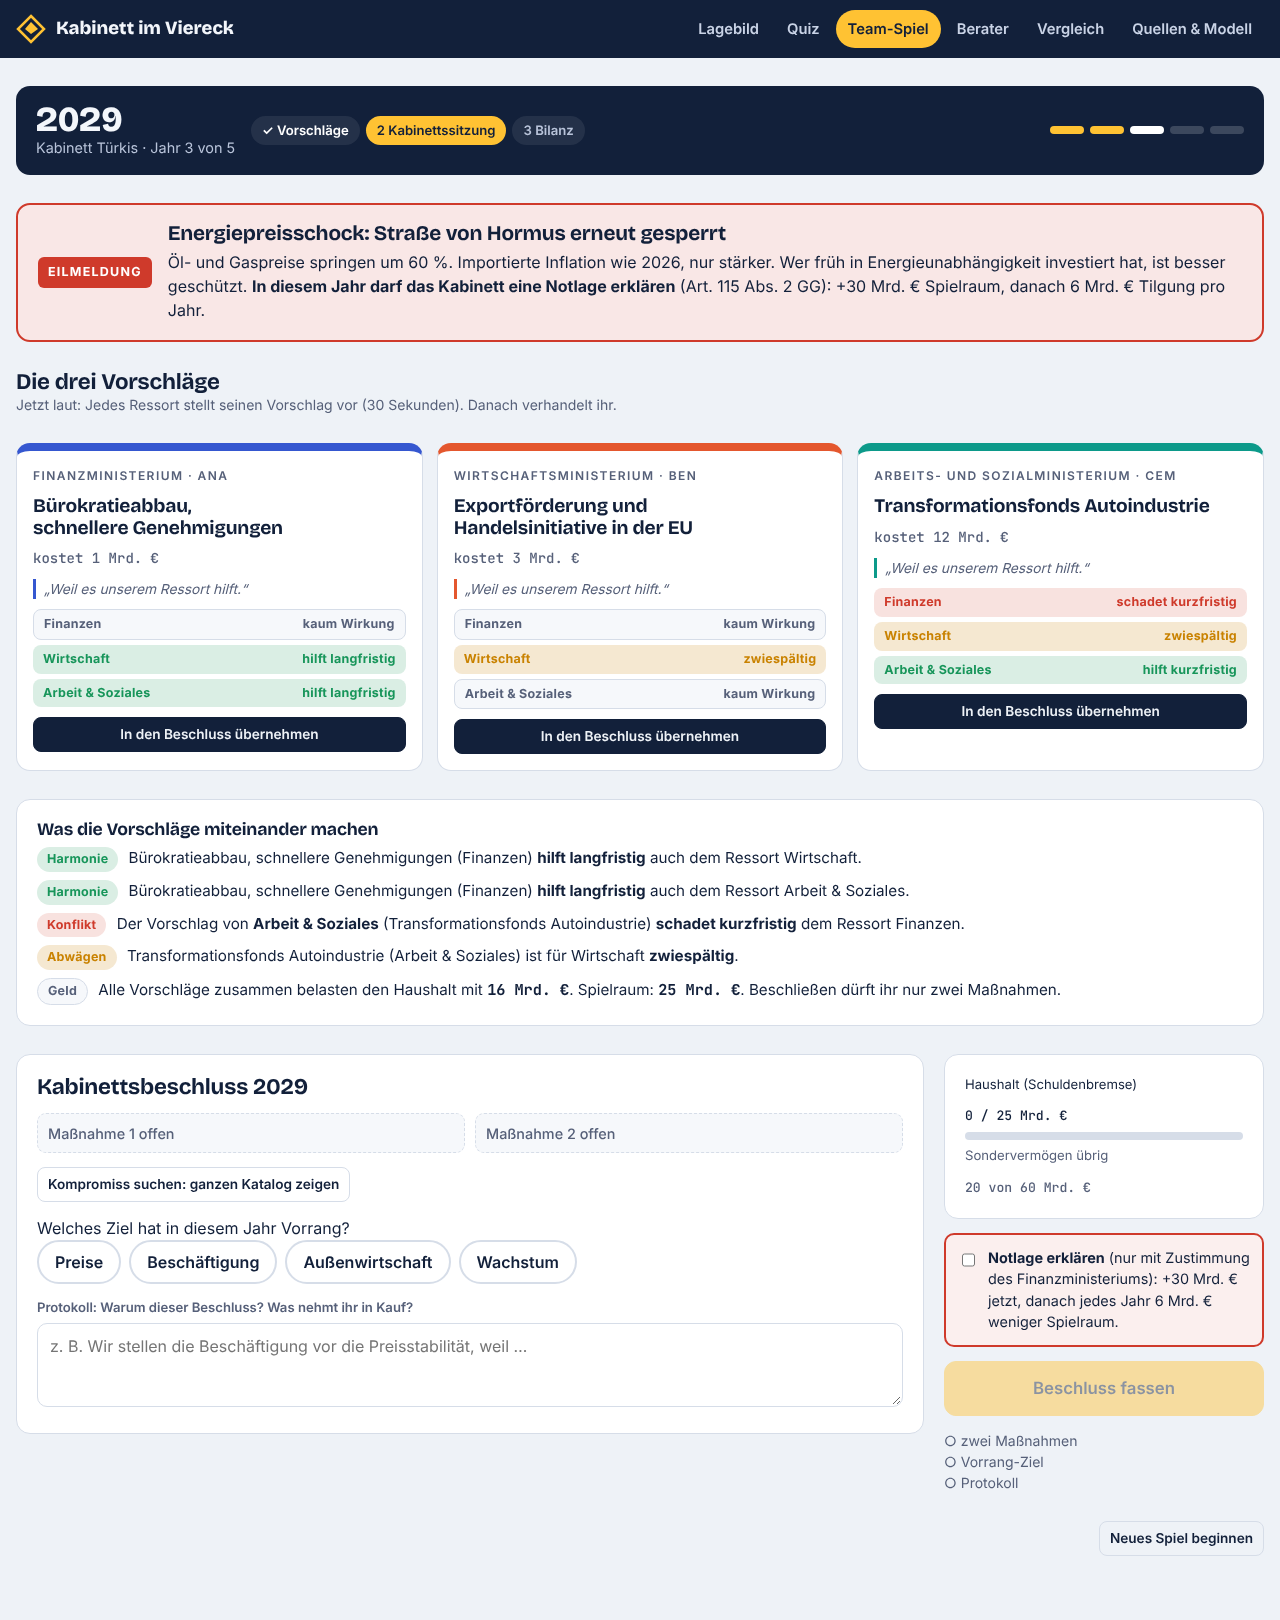 Kabinett im Viereck
Lagebild Quiz Team-Spiel Berater Vergleich Quellen & Modell
2029
Kabinett Türkis · Jahr 3 von 5
✓ Vorschläge 2 Kabinettssitzung 3 Bilanz
EILMELDUNG
Energiepreisschock: Straße von Hormus erneut gesperrt
Öl- und Gaspreise springen um 60 %. Importierte Inflation wie 2026, nur stärker. Wer früh in Energieunabhängigkeit investiert hat, ist besser
geschützt. In diesem Jahr darf das Kabinett eine Notlage erklären (Art. 115 Abs. 2 GG): +30 Mrd. € Spielraum, danach 6 Mrd. € Tilgung pro
Jahr.
Die drei Vorschläge
Jetzt laut: Jedes Ressort stellt seinen Vorschlag vor (30 Sekunden). Danach verhandelt ihr.
FINANZMINISTERIUM · ANA
Bürokratieabbau,
schnellere Genehmigungen
kostet 1 Mrd. €
„Weil es unserem Ressort hilft.“
Finanzen kaum Wirkung
Wirtschaft hilft langfristig
Arbeit & Soziales hilft langfristig
In den Beschluss übernehmen
WIRTSCHAFTSMINISTERIUM · BEN
Exportförderung und
Handelsinitiative in der EU
kostet 3 Mrd. €
„Weil es unserem Ressort hilft.“
Finanzen kaum Wirkung
Wirtschaft zwiespältig
Arbeit & Soziales kaum Wirkung
In den Beschluss übernehmen
ARBEITS- UND SOZIALMINISTERIUM · CEM
Transformationsfonds Autoindustrie
kostet 12 Mrd. €
„Weil es unserem Ressort hilft.“
Finanzen schadet kurzfristig
Wirtschaft zwiespältig
Arbeit & Soziales hilft kurzfristig
In den Beschluss übernehmen
Was die Vorschläge miteinander machen
Harmonie Bürokratieabbau, schnellere Genehmigungen (Finanzen) hilft langfristig auch dem Ressort Wirtschaft.
Harmonie Bürokratieabbau, schnellere Genehmigungen (Finanzen) hilft langfristig auch dem Ressort Arbeit & Soziales.
Konflikt Der Vorschlag von Arbeit & Soziales (Transformationsfonds Autoindustrie) schadet kurzfristig dem Ressort Finanzen.
Abwägen Transformationsfonds Autoindustrie (Arbeit & Soziales) ist für Wirtschaft zwiespältig.
Geld Alle Vorschläge zusammen belasten den Haushalt mit 16 Mrd. €. Spielraum: 25 Mrd. €. Beschließen dürft ihr nur zwei Maßnahmen.
Kabinettsbeschluss 2029
Maßnahme 1 offen Maßnahme 2 offen
Kompromiss suchen: ganzen Katalog zeigen
Welches Ziel hat in diesem Jahr Vorrang?
Preise Beschäftigung Außenwirtschaft Wachstum
Protokoll: Warum dieser Beschluss? Was nehmt ihr in Kauf?
z. B. Wir stellen die Beschäftigung vor die Preisstabilität, weil ...
Haushalt (Schuldenbremse)
0 / 25 Mrd. €
Sondervermögen übrig
20 von 60 Mrd. €
Notlage erklären (nur mit Zustimmung
des Finanzministeriums): +30 Mrd. €
jetzt, danach jedes Jahr 6 Mrd. €
weniger Spielraum.
Beschluss fassen
○ zwei Maßnahmen
○ Vorrang-Ziel
○ Protokoll
Neues Spiel beginnen